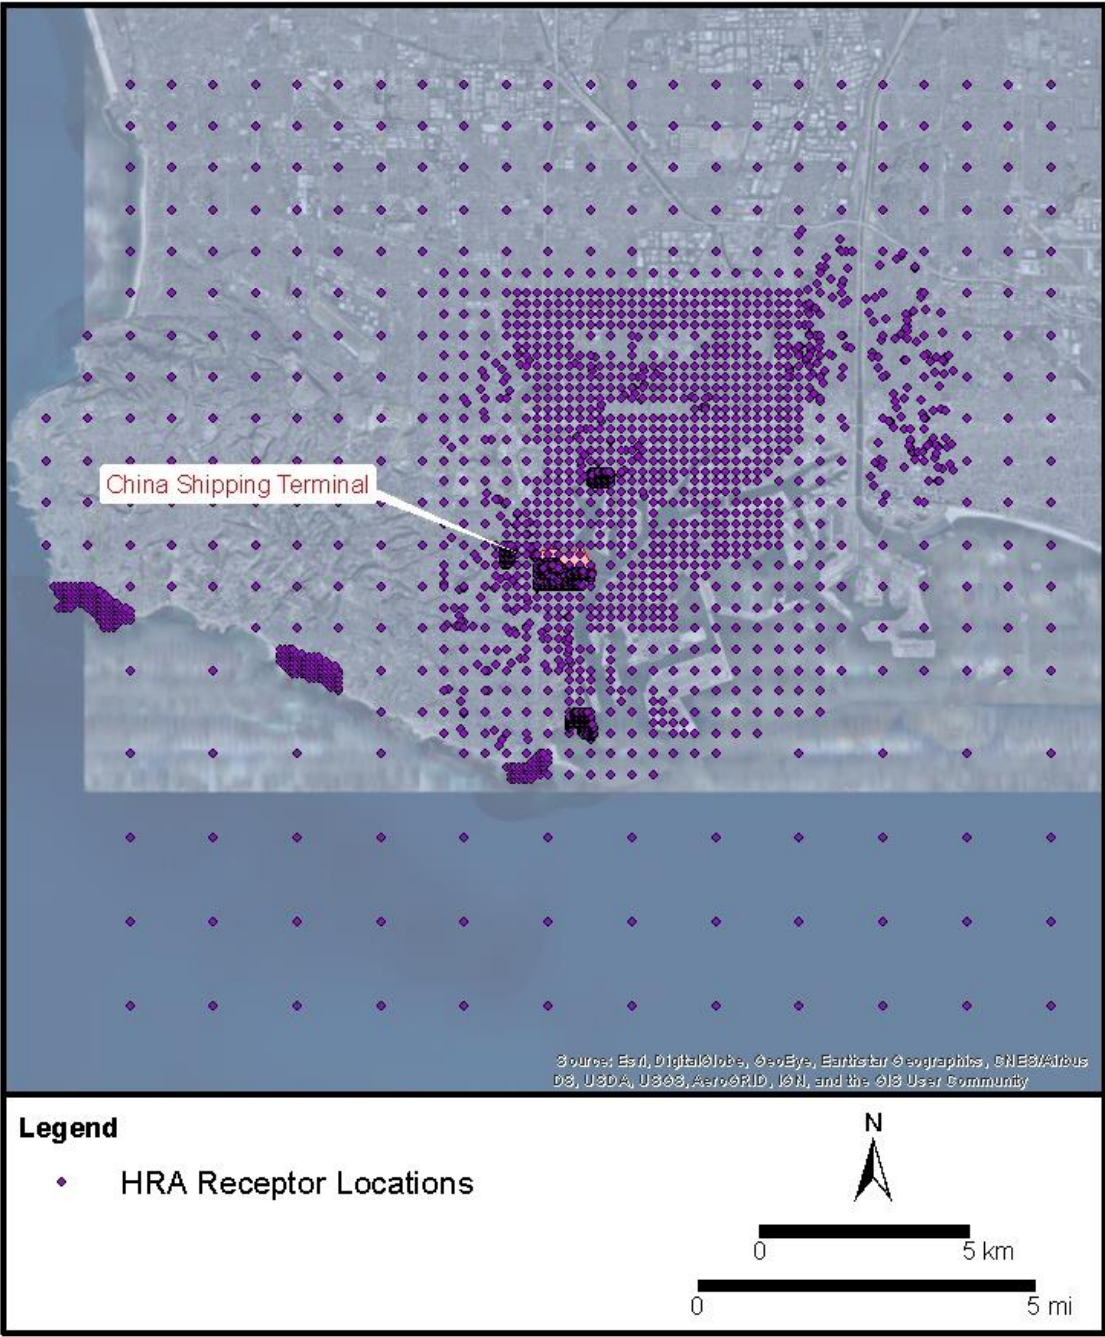 China Shipping Terminal
Source: Esri, DigitalGlobe, GeoEye, Earthstar Geographics, CNES/Airbus
DS, USDA, USGS, AeroGRID, IGN, and the GIS User Community
Legend
HRA Receptor Locations
N
0 5 km
0 5 mi